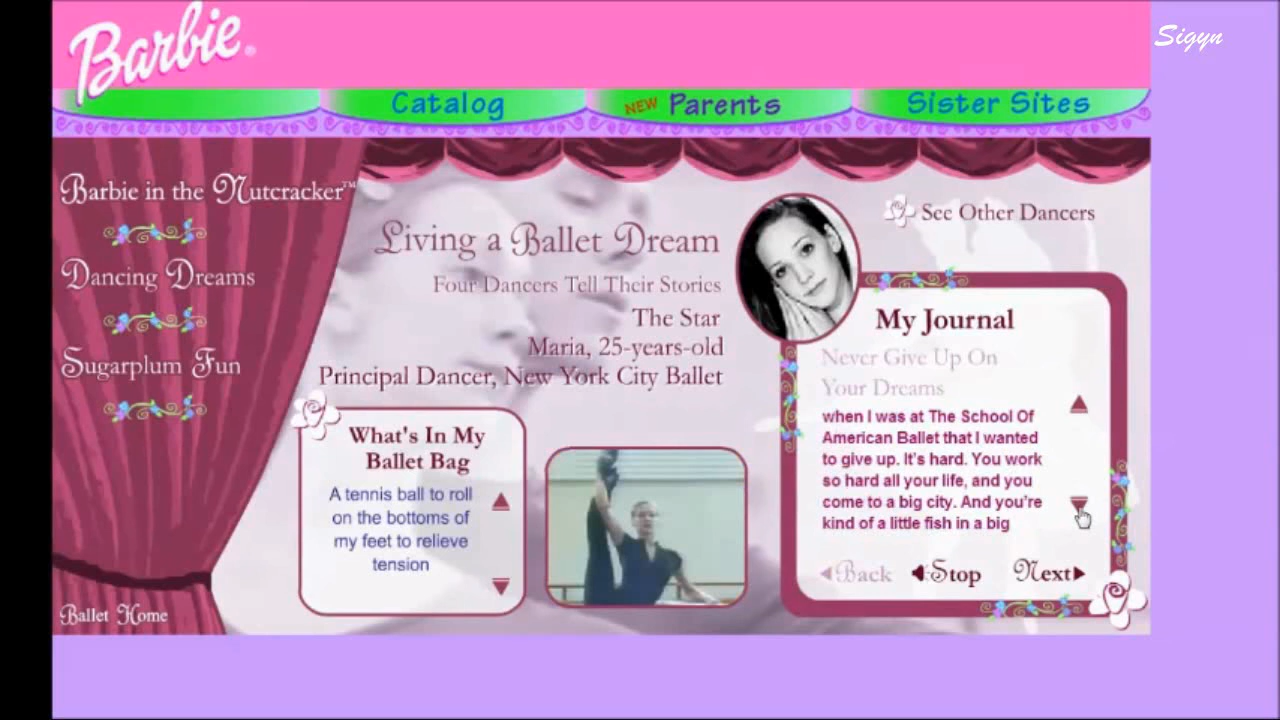 Barbie®
Sigyn
Catalog
NEW Parents
Sister Sites
Barbie in the Nutcracker™
Dancing Dreams
Sugarplum Fun
Ballet Home
Living a Ballet Dream
Four Dancers Tell Their Stories
The Star
Maria, 25-years-old
Principal Dancer, New York City Ballet
What's In My
Ballet Bag
A tennis ball to roll
on the bottoms of
my feet to relieve
tension
See Other Dancers
My Journal
Never Give Up On
Your Dreams
when I was at The School Of
American Ballet that I wanted
to give up. It's hard. You work
so hard all your life, and you
come to a big city. And you're
kind of a little fish in a big
Back Stop Next